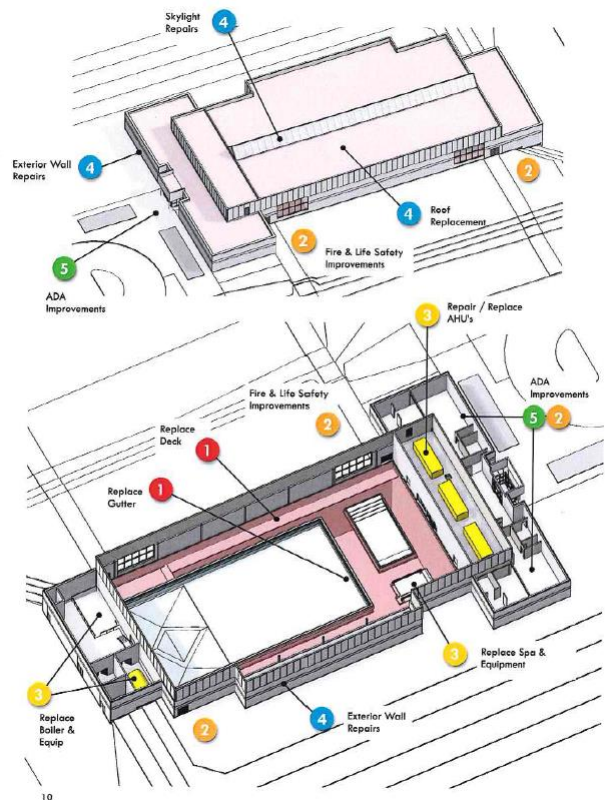 Skylight
Repairs
4
Exterior Wall
Repairs
4
2
4
Roof
Replacement
2
Fire & Life Safety
Improvements
5
ADA
Improvements
3
Repair / Replace
AHU's
Fire & Life Safety
Improvements
2
ADA
Improvements
5
2
Replace
Deck
1
Replace
Gutter
1
3
Replace Spa &
Equipment
3
Replace
Boiler &
Equip
2
4
Exterior Wall
Repairs
10